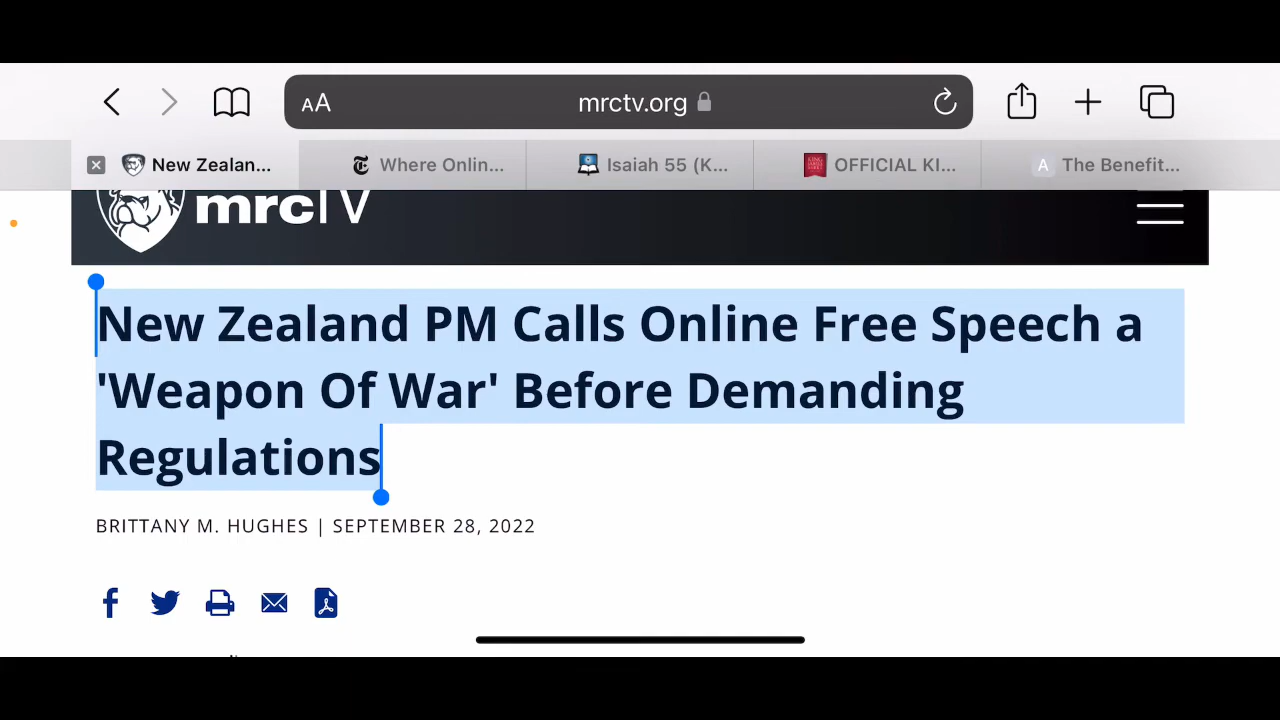 AA mrctv.org
New Zealan... Where Onlin... Isaiah 55 (K... OFFICIAL KI... A The Benefit...
mrcTV
New Zealand PM Calls Online Free Speech a
'Weapon Of War' Before Demanding
Regulations
BRITTANY M. HUGHES | SEPTEMBER 28, 2022